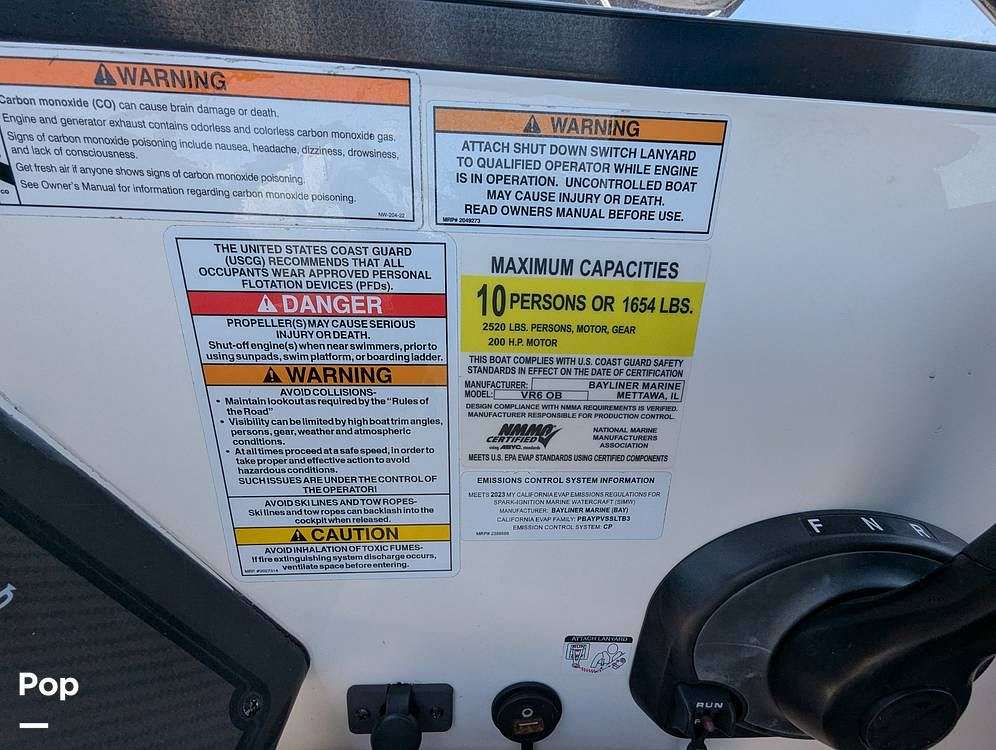 WARNING
Carbon monoxide (CO) can cause brain damage or death.
Engine and generator exhaust contains odorless and colorless carbon monoxide gas.
Signs of carbon monoxide poisoning include nausea, headache, dizziness, drowsiness,
and lack of consciousness.
Get fresh air if anyone shows signs of carbon monoxide poisoning.
See Owner's Manual for information regarding carbon monoxide poisoning.
CO
NW-204-22
WARNING
ATTACH SHUT DOWN SWITCH LANYARD
TO QUALIFIED OPERATOR WHILE ENGINE
IS IN OPERATION. UNCONTROLLED BOAT
MAY CAUSE INJURY OR DEATH.
READ OWNERS MANUAL BEFORE USE.
MRP# 2049273
THE UNITED STATES COAST GUARD
(USCG) RECOMMENDS THAT ALL
OCCUPANTS WEAR APPROVED PERSONAL
FLOTATION DEVICES (PFDs).
DANGER
PROPELLER(S) MAY CAUSE SERIOUS
INJURY OR DEATH.
Shut-off engine(s) when near swimmers, prior to
using sunpads, swim platform, or boarding ladder.
WARNING
AVOID COLLISIONS-
• Maintain lookout as required by the "Rules of
the Road"
• Visibility can be limited by high boat trim angles,
persons, gear, weather and atmospheric
conditions.
• At all times proceed at a safe speed, in order to
take proper and effective action to avoid
hazardous conditions.
SUCH ISSUES ARE UNDER THE CONTROL OF
THE OPERATOR!
AVOID SKI LINES AND TOW ROPES-
Ski lines and tow ropes can backlash into the
cockpit when released.
CAUTION
AVOID INHALATION OF TOXIC FUMES-
If fire extinguishing system discharge occurs,
ventilate space before entering.
MAXIMUM CAPACITIES
10 PERSONS OR 1654 LBS.
2520 LBS. PERSONS, MOTOR, GEAR
200 H.P. MOTOR
THIS BOAT COMPLIES WITH U.S. COAST GUARD SAFETY
STANDARDS IN EFFECT ON THE DATE OF CERTIFICATION
MANUFACTURER: BAYLINER MARINE
MODEL: VR6 OB METTAWA, IL
DESIGN COMPLIANCE WITH NMMA REQUIREMENTS IS VERIFIED.
MANUFACTURER RESPONSIBLE FOR PRODUCTION CONTROL
NMMA
CERTIFIED
using ABYC standards
NATIONAL MARINE
MANUFACTURERS
ASSOCIATION
MEETS U.S. EPA EVAP STANDARDS USING CERTIFIED COMPONENTS
EMISSIONS CONTROL SYSTEM INFORMATION
MEETS 2023 MY CALIFORNIA EVAP EMISSIONS REGULATIONS FOR
SPARK-IGNITION MARINE WATERCRAFT (SIMW)
MANUFACTURER: BAYLINER MARINE (BAY)
CALIFORNIA EVAP FAMILY: PBAYPVSSLTB3
EMISSION CONTROL SYSTEM: CP
F N R
ATTACH LANYARD
RUN
Pop